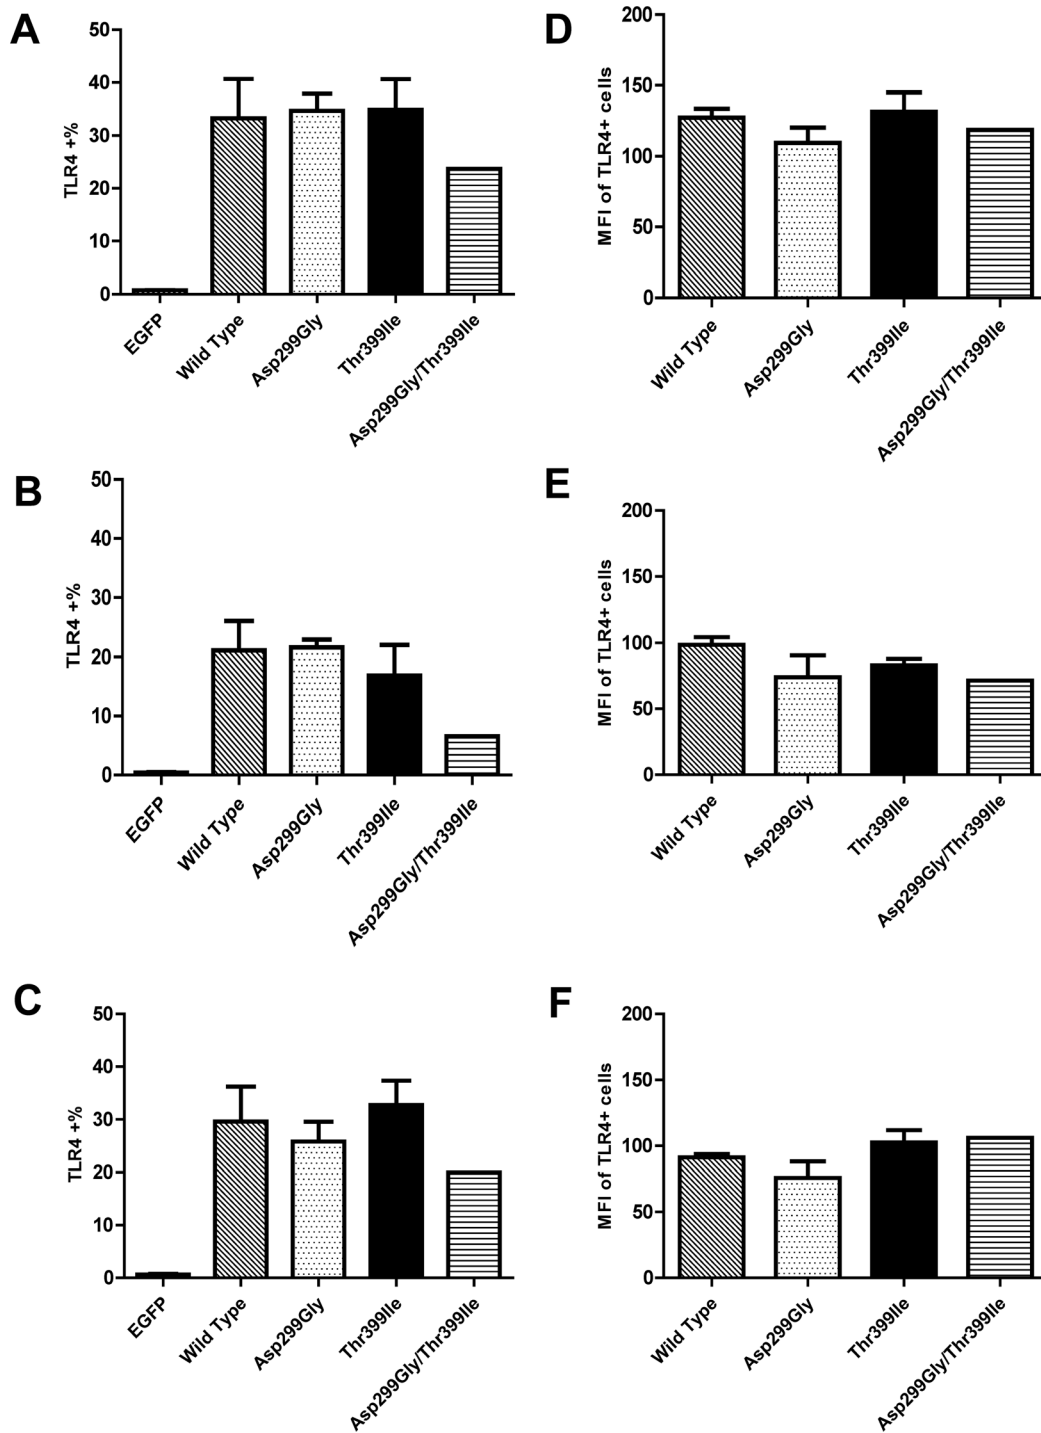 A
TLR4 +%
50
40
30
20
10
0
EGFP
Wild Type
Asp299Gly
Thr399Ile
Asp299Gly/Thr399Ile
D
MFI of TLR4+ cells
200
150
100
50
0
Wild Type
Asp299Gly
Thr399Ile
Asp299Gly/Thr399Ile
B
TLR4 +%
50
40
30
20
10
0
EGFP
Wild Type
Asp299Gly
Thr399Ile
Asp299Gly/Thr399Ile
E
MFI of TLR4+ cells
200
150
100
50
0
Wild Type
Asp299Gly
Thr399Ile
Asp299Gly/Thr399Ile
C
TLR4 +%
50
40
30
20
10
0
EGFP
Wild Type
Asp299Gly
Thr399Ile
Asp299Gly/Thr399Ile
F
MFI of TLR4+ cells
200
150
100
50
0
Wild Type
Asp299Gly
Thr399Ile
Asp299Gly/Thr399Ile